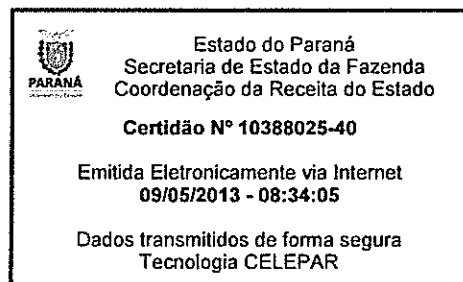 Estado do Paraná
Secretaria de Estado da Fazenda
PARANÁ
Coordenação da Receita do Estado
Certidão Nº 10388025-40
Emitida Eletronicamente via Internet
09/05/2013 - 08:34:05
Dados transmitidos de forma segura
Tecnologia CELEPAR